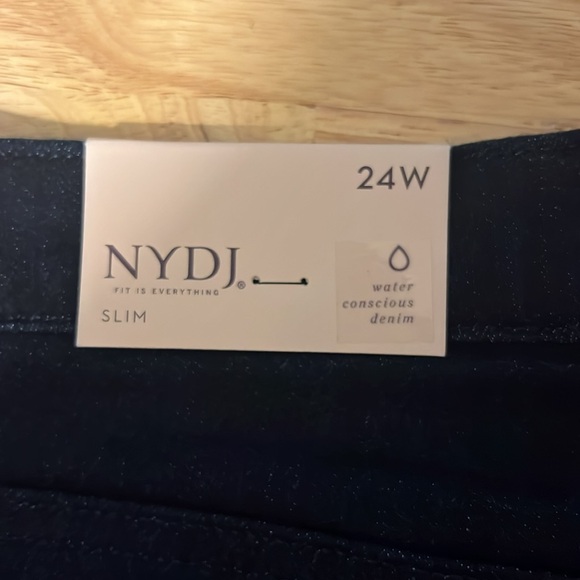 24W
NYDJ®
FIT IS EVERYTHING
SLIM
water
conscious
denim